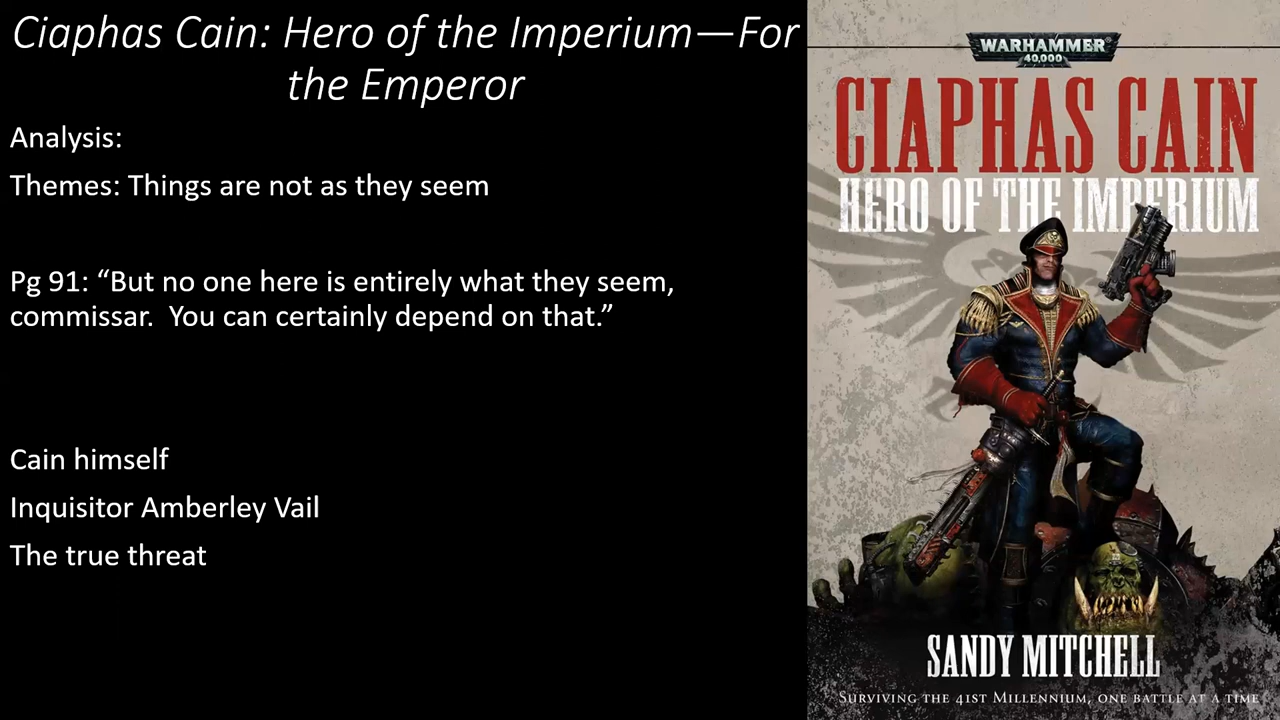 Ciaphas Cain: Hero of the Imperium—For
the Emperor
Analysis:
Themes: Things are not as they seem
Pg 91: “But no one here is entirely what they seem,
commissar.  You can certainly depend on that.”
Cain himself
Inquisitor Amberley Vail
The true threat
WARHAMMER
40,000
CIAPHAS CAIN
HERO OF THE IMPERIUM
SANDY MITCHELL
SURVIVING THE 41ST MILLENNIUM, ONE BATTLE AT A TIME